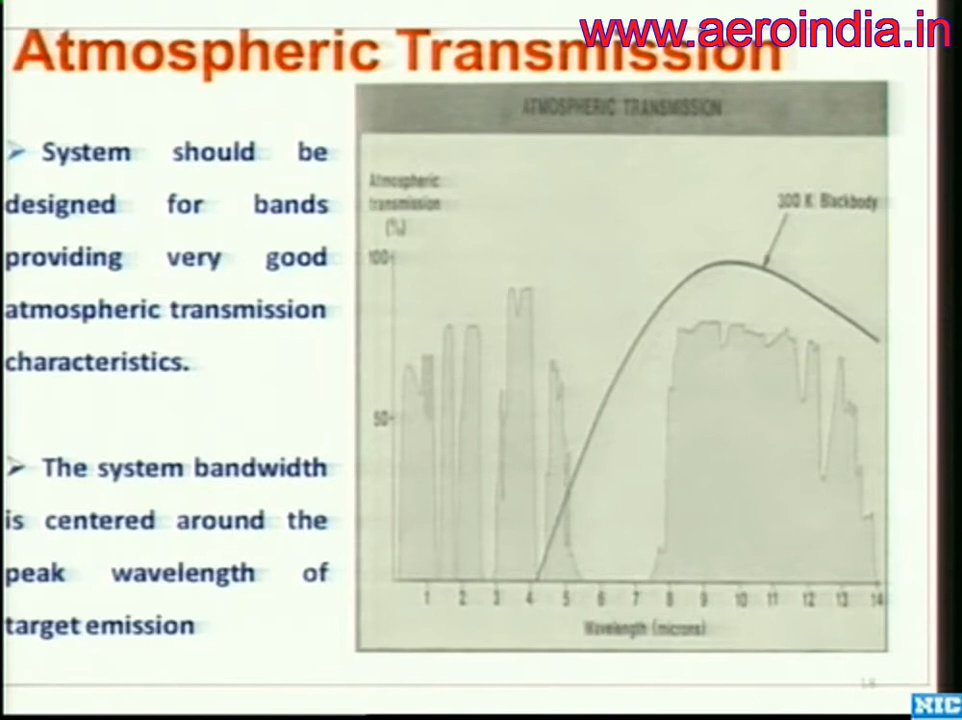 www.aeroindia.in
Atmospheric Transmission
ATMOSPHERIC TRANSMISSION
➢ System should be
designed for bands
providing very good
atmospheric transmission
characteristics.
➢ The system bandwidth
is centered around the
peak wavelength of
target emission
Atmospheric
transmission
(%)
300 K Blackbody
100
50
1 2 3 4 5 6 7 8 9 10 11 12 13 14
Wavelength (microns)
NIC